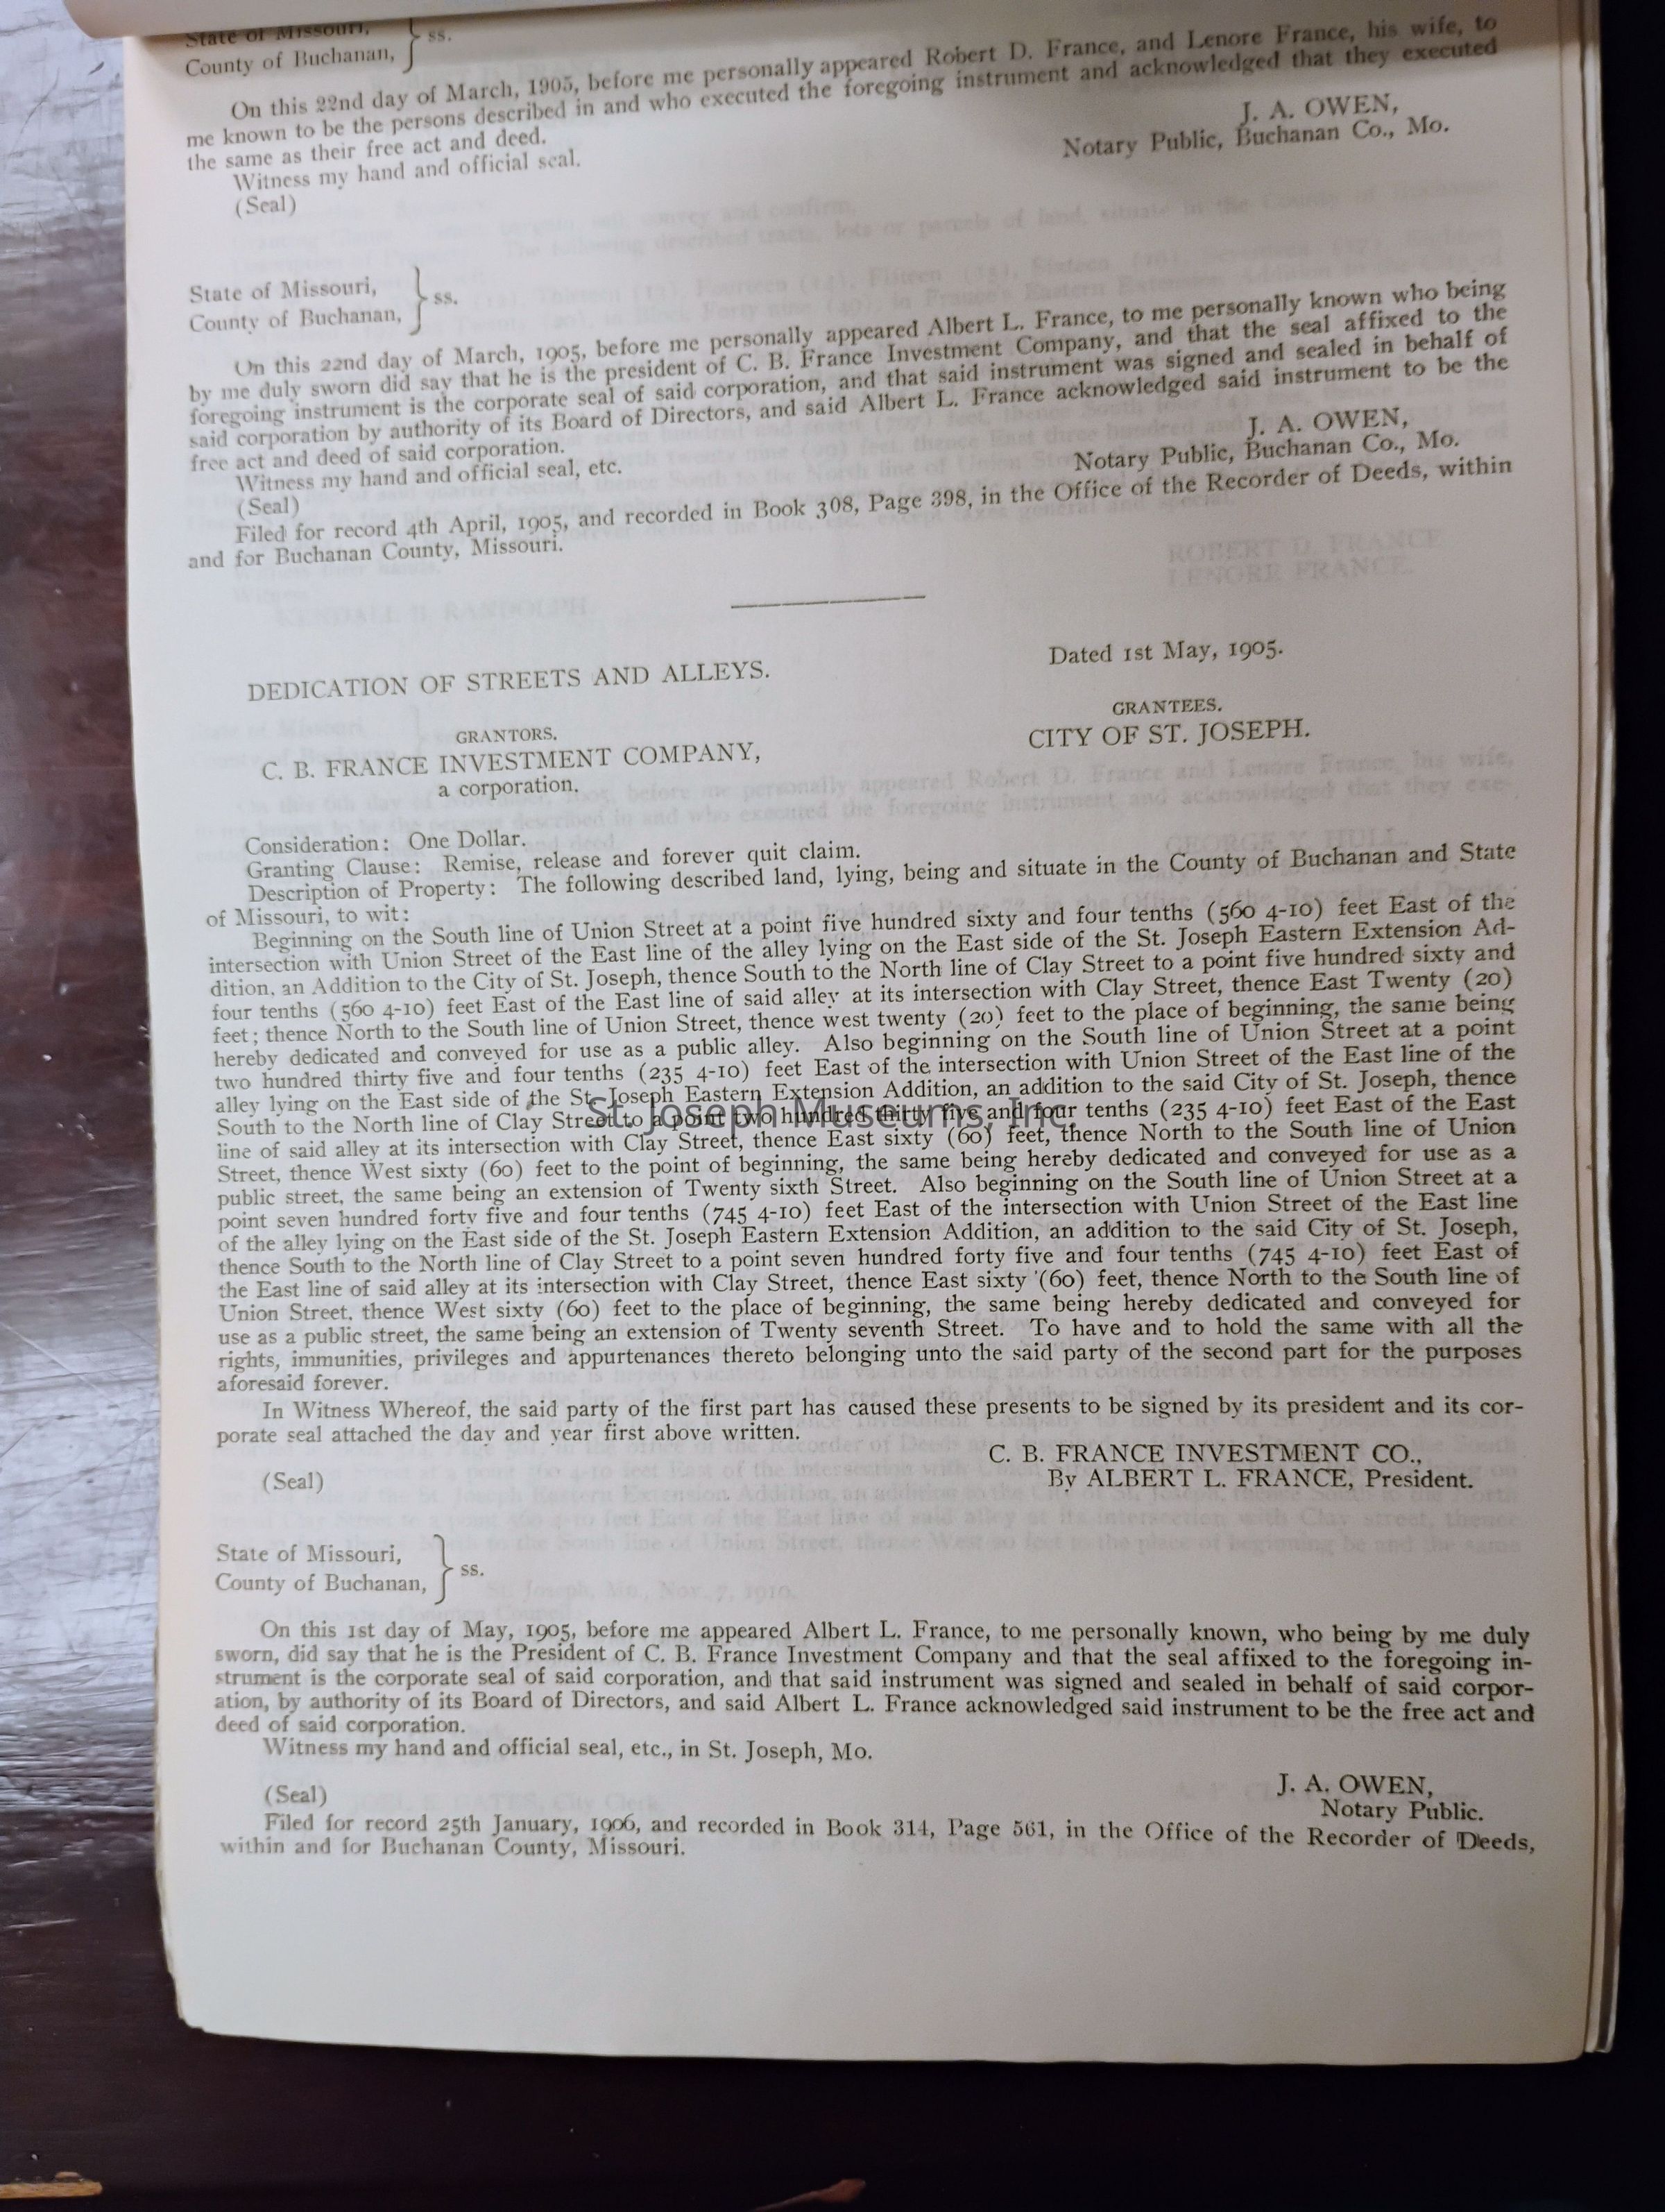 State of Missouri,
County of Buchanan, } ss.
On this 22nd day of March, 1905, before me personally appeared Robert D. France, and Lenore France, his wife, to
me known to be the persons described in and who executed the foregoing instrument and acknowledged that they executed
the same as their free act and deed.
Witness my hand and official seal.
(Seal)
J. A. OWEN,
Notary Public, Buchanan Co., Mo.
State of Missouri,
County of Buchanan, } ss.
On this 22nd day of March, 1905, before me personally appeared Albert L. France, to me personally known who being
by me duly sworn did say that he is the president of C. B. France Investment Company, and that the seal affixed to the
foregoing instrument is the corporate seal of said corporation, and that said instrument was signed and sealed in behalf of
said corporation by authority of its Board of Directors, and said Albert L. France acknowledged said instrument to be the
free act and deed of said corporation.
Witness my hand and official seal, etc.
(Seal)
J. A. OWEN,
Notary Public, Buchanan Co., Mo.
Filed for record 4th April, 1905, and recorded in Book 308, Page 398, in the Office of the Recorder of Deeds, within
and for Buchanan County, Missouri.
DEDICATION OF STREETS AND ALLEYS.
Dated 1st May, 1905.
GRANTORS.
C. B. FRANCE INVESTMENT COMPANY,
a corporation.
GRANTEES.
CITY OF ST. JOSEPH.
Consideration: One Dollar.
Granting Clause: Remise, release and forever quit claim.
Description of Property: The following described land, lying, being and situate in the County of Buchanan and State
of Missouri, to wit:
Beginning on the South line of Union Street at a point five hundred sixty and four tenths (560 4-10) feet East of the
intersection with Union Street of the East line of the alley lying on the East side of the St. Joseph Eastern Extension Ad-
dition, an Addition to the City of St. Joseph, thence South to the North line of Clay Street to a point five hundred sixty and
four tenths (560 4-10) feet East of the East line of said alley at its intersection with Clay Street, thence East Twenty (20)
feet; thence North to the South line of Union Street, thence west twenty (20) feet to the place of beginning, the same being
hereby dedicated and conveyed for use as a public alley. Also beginning on the South line of Union Street at a point
two hundred thirty five and four tenths (235 4-10) feet East of the intersection with Union Street of the East line of the
alley lying on the East side of the St. Joseph Eastern Extension Addition, an addition to the said City of St. Joseph, thence
South to the North line of Clay Street to a point two hundred thirty five and four tenths (235 4-10) feet East of the East
line of said alley at its intersection with Clay Street, thence East sixty (60) feet, thence North to the South line of Union
Street, thence West sixty (60) feet to the point of beginning, the same being hereby dedicated and conveyed for use as a
public street, the same being an extension of Twenty sixth Street. Also beginning on the South line of Union Street at a
point seven hundred forty five and four tenths (745 4-10) feet East of the intersection with Union Street of the East line
of the alley lying on the East side of the St. Joseph Eastern Extension Addition, an addition to the said City of St. Joseph,
thence South to the North line of Clay Street to a point seven hundred forty five and four tenths (745 4-10) feet East of
the East line of said alley at its intersection with Clay Street, thence East sixty (60) feet, thence North to the South line of
Union Street, thence West sixty (60) feet to the place of beginning, the same being hereby dedicated and conveyed for
use as a public street, the same being an extension of Twenty seventh Street. To have and to hold the same with all the
rights, immunities, privileges and appurtenances thereto belonging unto the said party of the second part for the purposes
aforesaid forever.
In Witness Whereof, the said party of the first part has caused these presents to be signed by its president and its cor-
porate seal attached the day and year first above written.
C. B. FRANCE INVESTMENT CO.,
(Seal)
By ALBERT L. FRANCE, President.
State of Missouri,
County of Buchanan, } ss.
On this 1st day of May, 1905, before me appeared Albert L. France, to me personally known, who being by me duly
sworn, did say that he is the President of C. B. France Investment Company and that the seal affixed to the foregoing in-
strument is the corporate seal of said corporation, and that said instrument was signed and sealed in behalf of said corpor-
ation, by authority of its Board of Directors, and said Albert L. France acknowledged said instrument to be the free act and
deed of said corporation.
Witness my hand and official seal, etc., in St. Joseph, Mo.
(Seal)
J. A. OWEN,
Notary Public.
Filed for record 25th January, 1906, and recorded in Book 314, Page 561, in the Office of the Recorder of Deeds,
within and for Buchanan County, Missouri.
St. Joseph Museums, Inc.